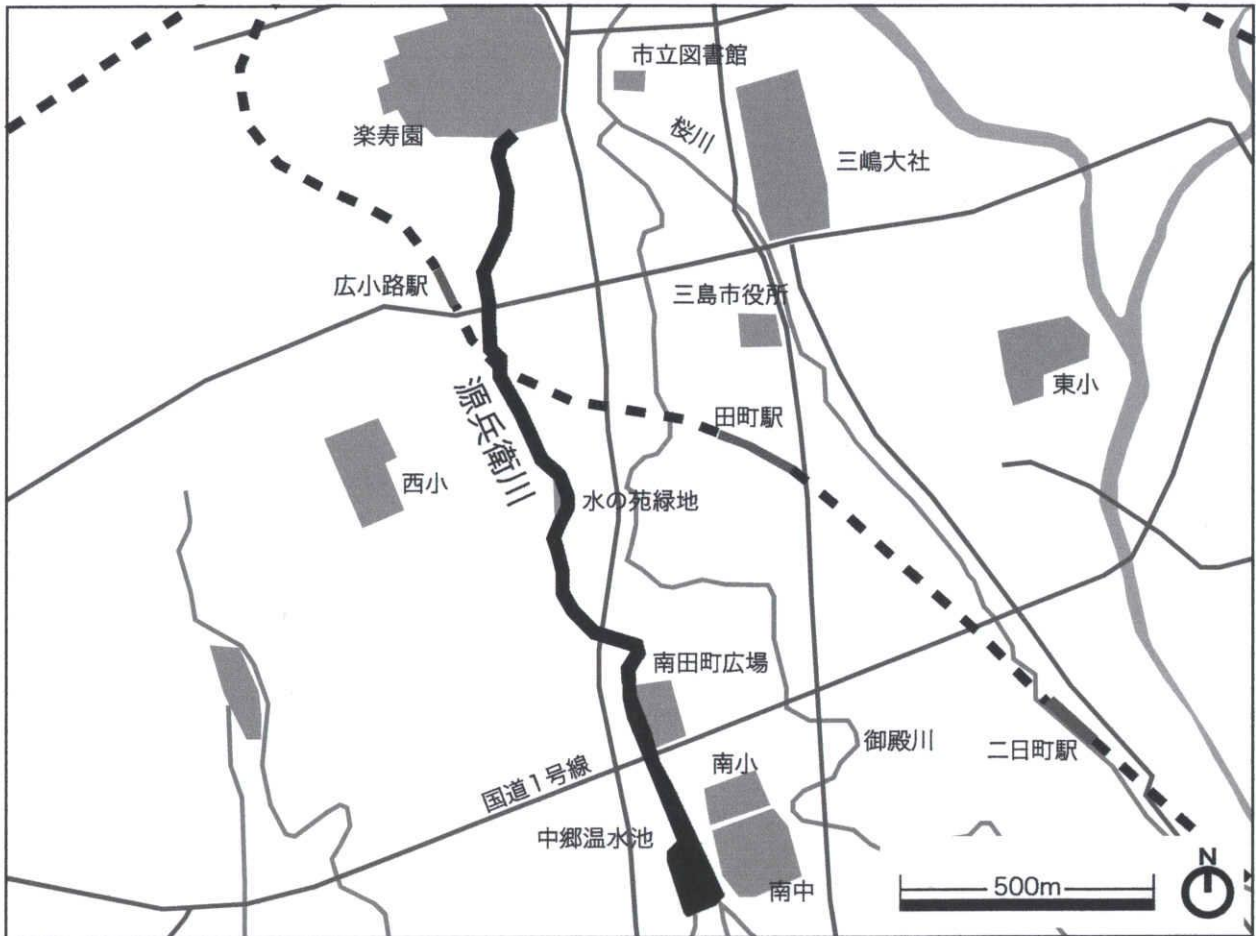 市立図書館
楽寿園
桜川
三嶋大社
広小路駅
三島市役所
源兵衛川
田町駅
東小
西小
水の苑緑地
南田町広場
御殿川
二日町駅
国道1号線
南小
中郷温水池
南中
500m
N